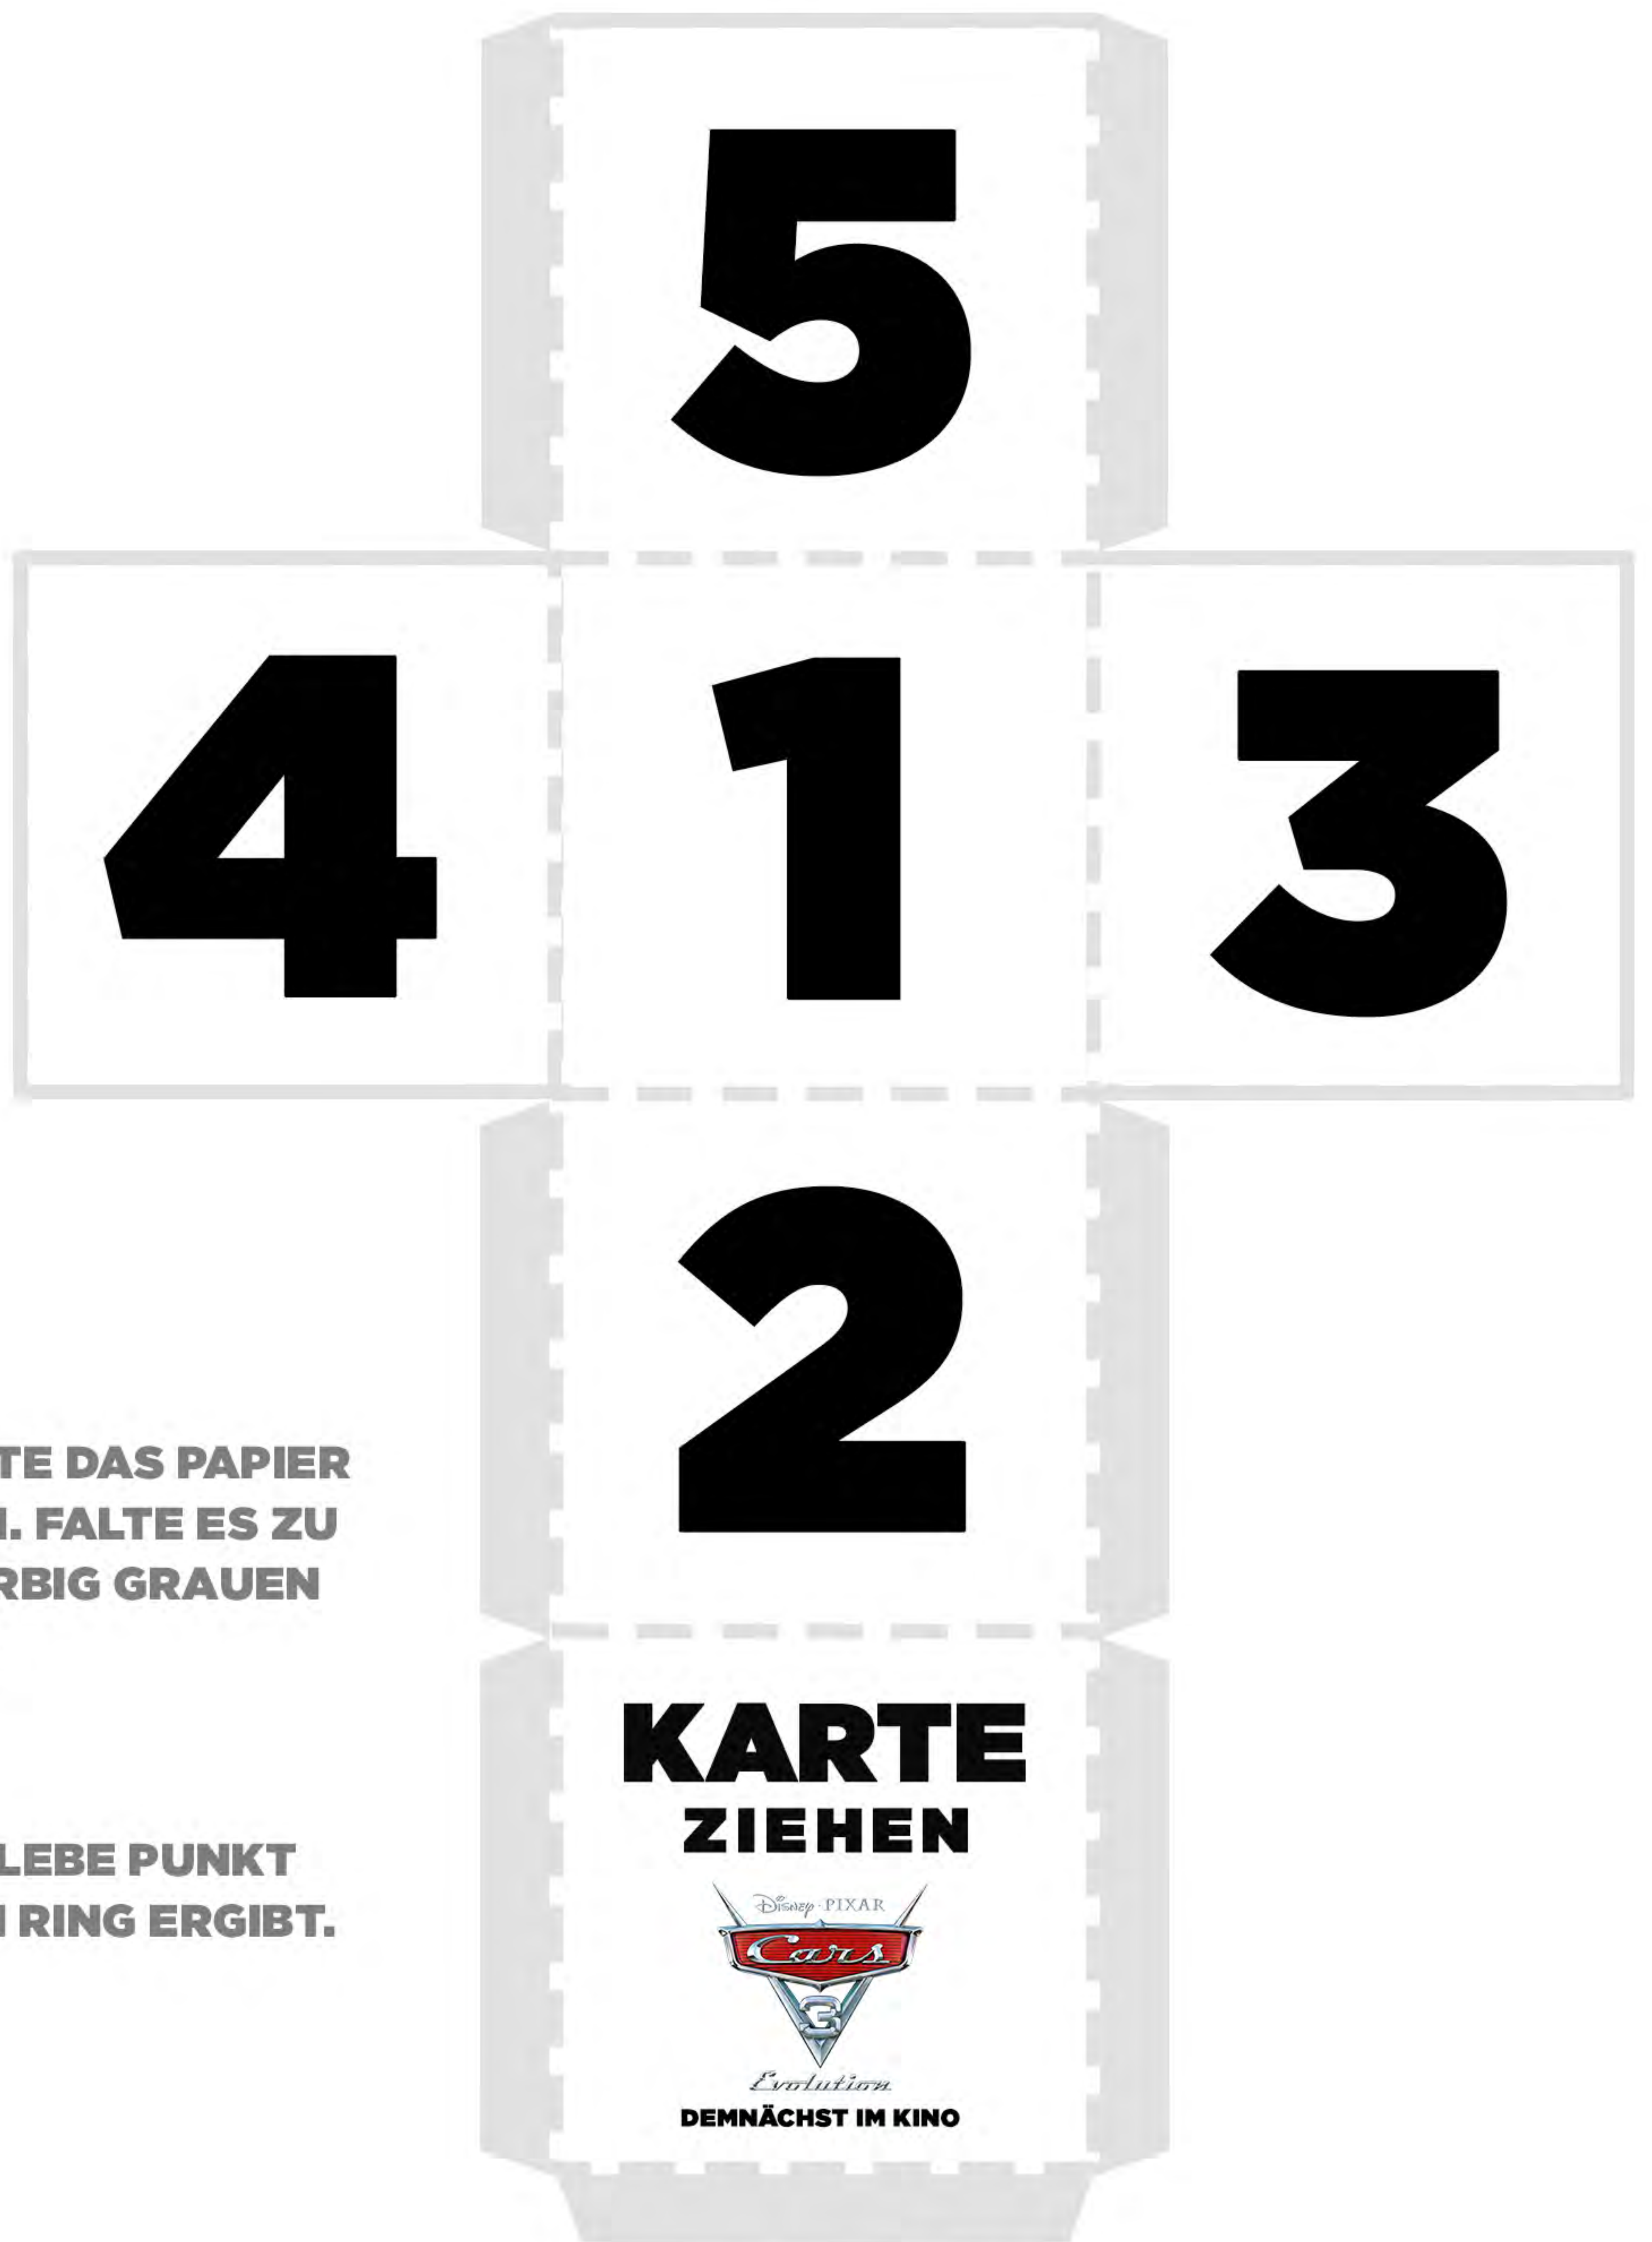 5
4 1 3
2
TE DAS PAPIER
. FALTE ES ZU
RBIG GRAUEN
KARTE
ZIEHEN
LEBE PUNKT
RING ERGIBT.
Disney·PIXAR
Cars
3
Evolution
DEMNÄCHST IM KINO